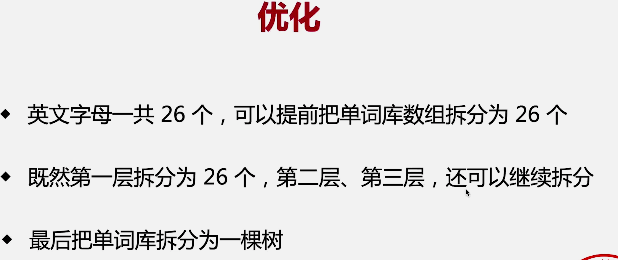 优化
◆ 英文字母一共 26 个，可以提前把单词库数组拆分为 26 个
◆ 既然第一层拆分为 26 个，第二层、第三层，还可以继续拆分
◆ 最后把单词库拆分为一棵树